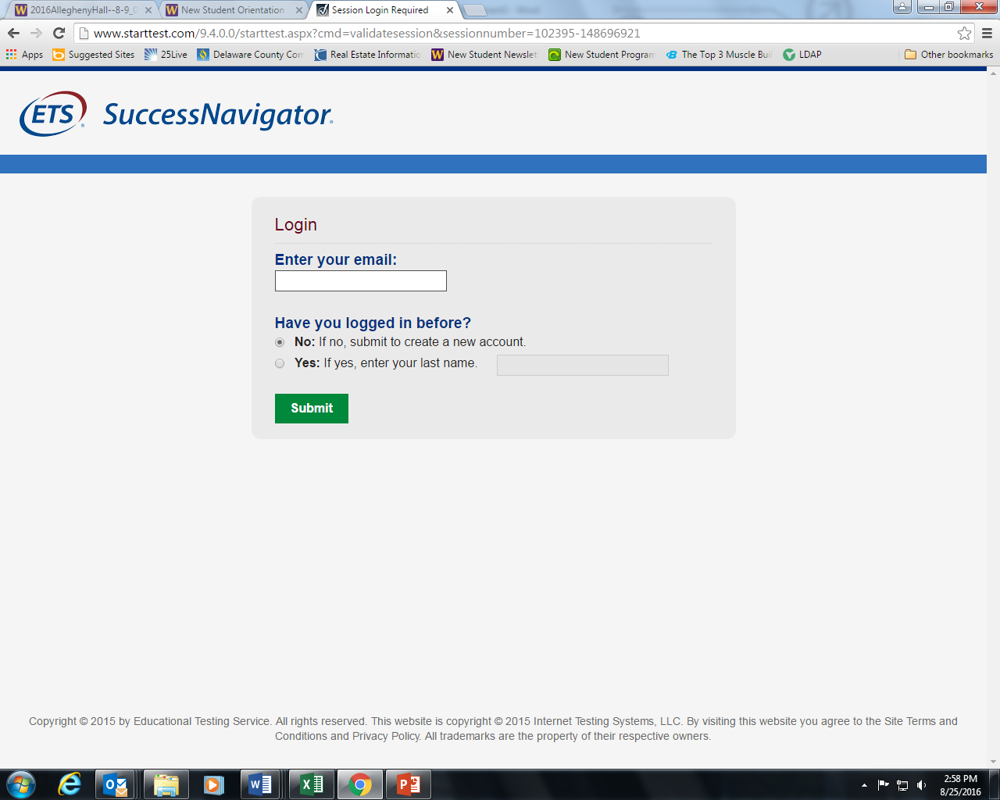 2016AlleghenyHall--8-9_0
New Student Orientation
Session Login Required
www.starttest.com/9.4.0.0/starttest.aspx?cmd=validatesession&sessionnumber=102395-148696921
Apps Suggested Sites 25Live Delaware County Com Real Estate Informatio New Student Newslet New Student Program The Top 3 Muscle Bui LDAP Other bookmarks
ETS® SuccessNavigator®
Login
Enter your email:
Have you logged in before?
No: If no, submit to create a new account.
Yes: If yes, enter your last name.
Submit
Copyright © 2015 by Educational Testing Service. All rights reserved. This website is copyright © 2015 Internet Testing Systems, LLC. By visiting this website you agree to the Site Terms and
Conditions and Privacy Policy. All trademarks are the property of their respective owners.
2:58 PM
8/25/2016